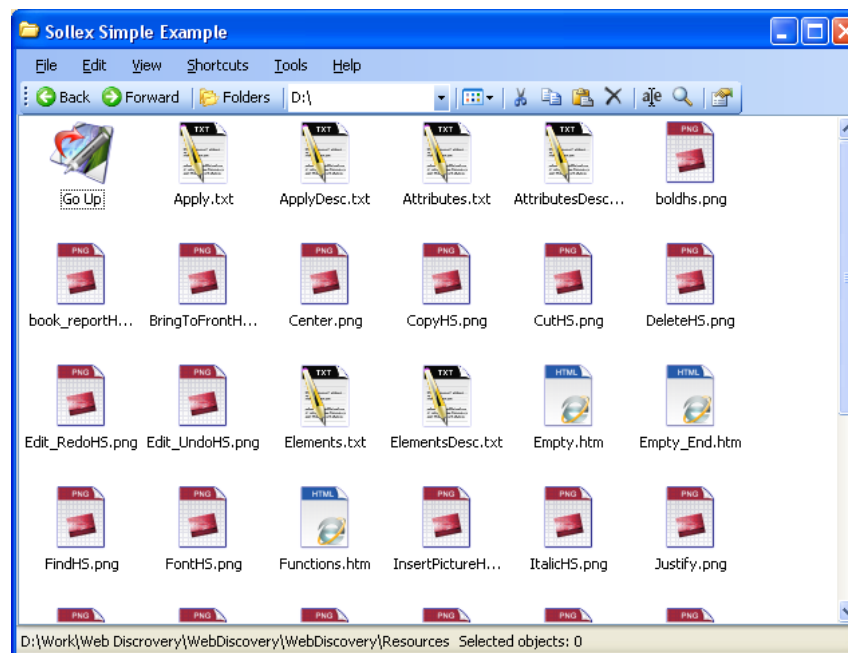 Sollex Simple Example
File Edit View Shortcuts Tools Help
Back Forward Folders D:\ a|e
TXT TXT TXT TXT PNG
Go Up Apply.txt ApplyDesc.txt Attributes.txt AttributesDesc... boldhs.png
PNG PNG PNG PNG PNG PNG
book_reportH... BringToFrontH... Center.png CopyHS.png CutHS.png DeleteHS.png
PNG PNG TXT TXT HTML HTML
Edit_RedoHS.png Edit_UndoHS.png Elements.txt ElementsDesc.txt Empty.htm Empty_End.htm
PNG PNG HTML PNG PNG PNG
FindHS.png FontHS.png Functions.htm InsertPictureH... ItalicHS.png Justify.png
PNG PNG PNG PNG PNG PNG
D:\Work\Web Discrovery\WebDiscovery\WebDiscovery\Resources Selected objects: 0